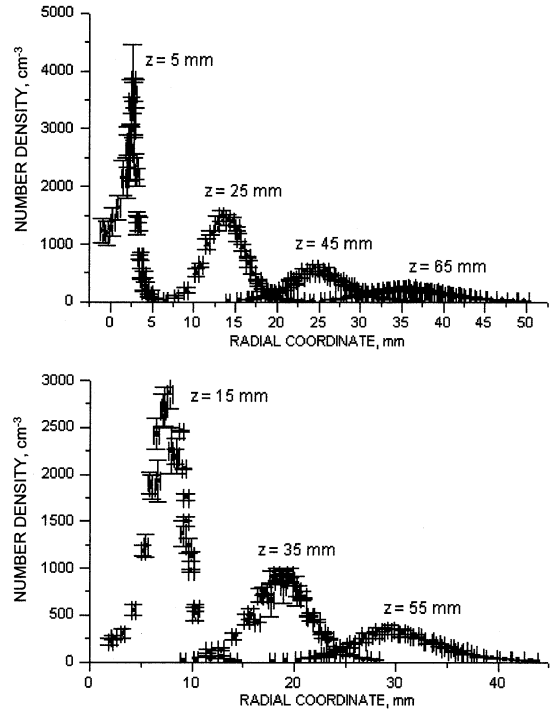 NUMBER DENSITY, cm-3
5000
4000
3000
2000
1000
0
z = 5 mm
z = 25 mm
z = 45 mm
z = 65 mm
0 5 10 15 20 25 30 35 40 45 50
RADIAL COORDINATE, mm
NUMBER DENSITY, cm-3
3000
2500
2000
1500
1000
500
0
z = 15 mm
z = 35 mm
z = 55 mm
0 10 20 30 40
RADIAL COORDINATE, mm